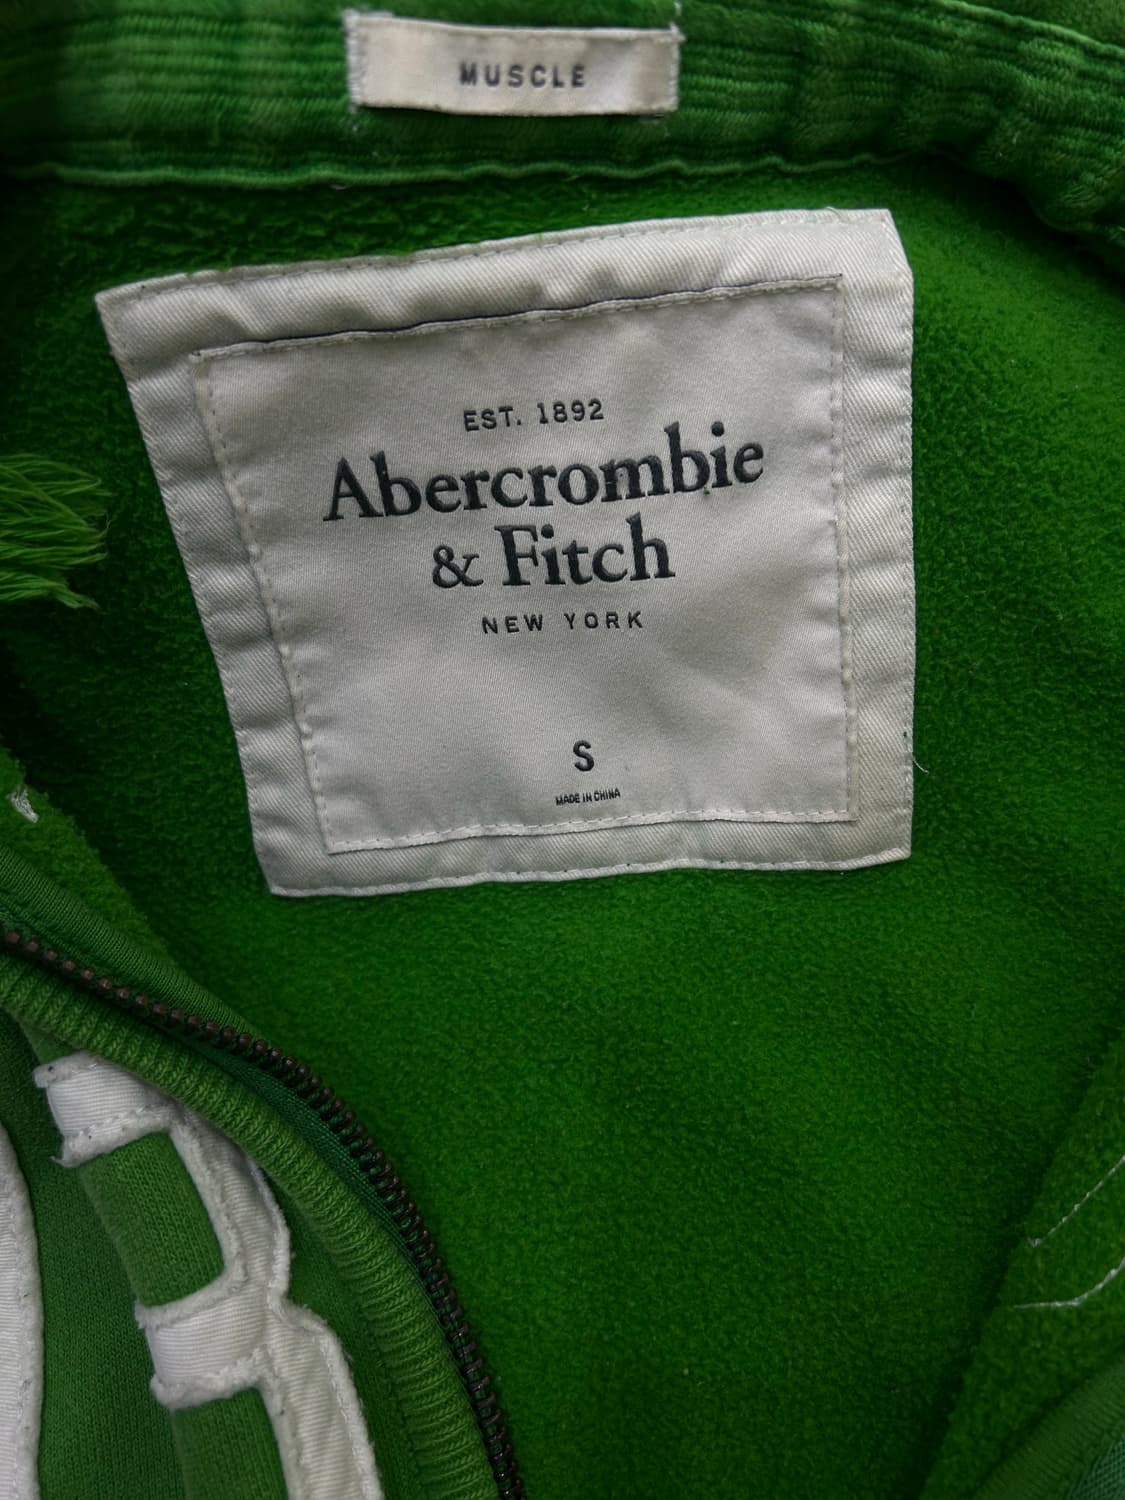 MUSCLE
EST. 1892
Abercrombie
& Fitch
NEW YORK
S
MADE IN CHINA